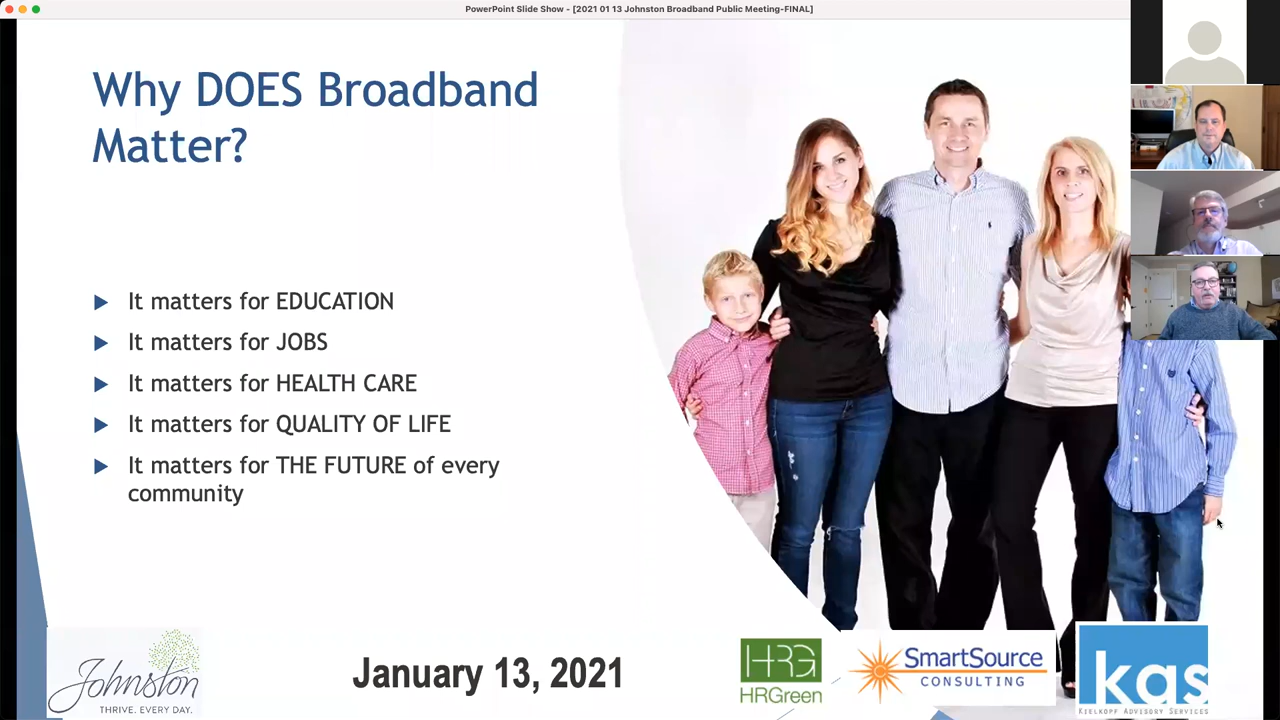 PowerPoint Slide Show - [2021 01 13 Johnston Broadband Public Meeting-FINAL]
Why DOES Broadband
Matter?
It matters for EDUCATION
It matters for JOBS
It matters for HEALTH CARE
It matters for QUALITY OF LIFE
It matters for THE FUTURE of every
community
Johnston
THRIVE. EVERY DAY.
January 13, 2021
HRG
HRGreen
SmartSource
CONSULTING
kas
KIELKOPF ADVISORY SERVICES